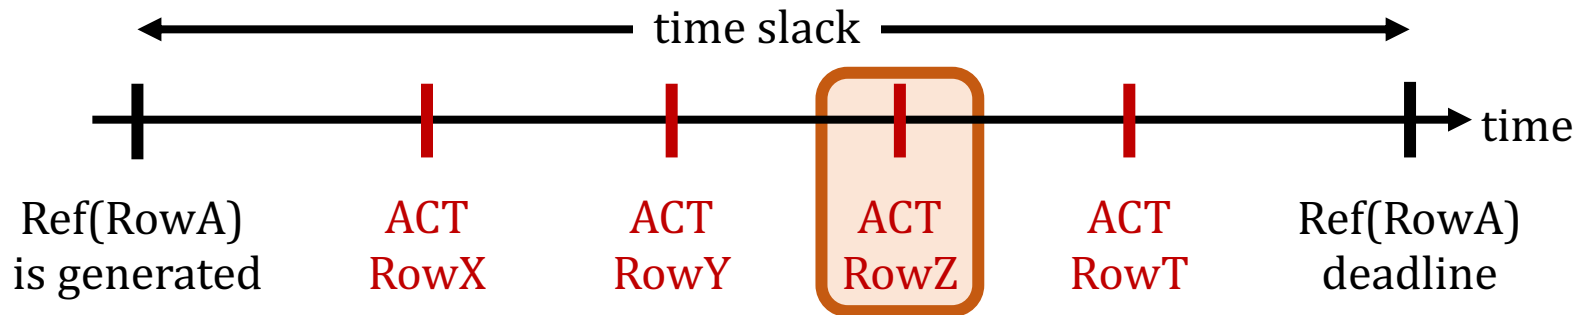 time slack
time
Ref(RowA)
is generated
ACT
RowX
ACT
RowY
ACT
RowZ
ACT
RowT
Ref(RowA)
deadline